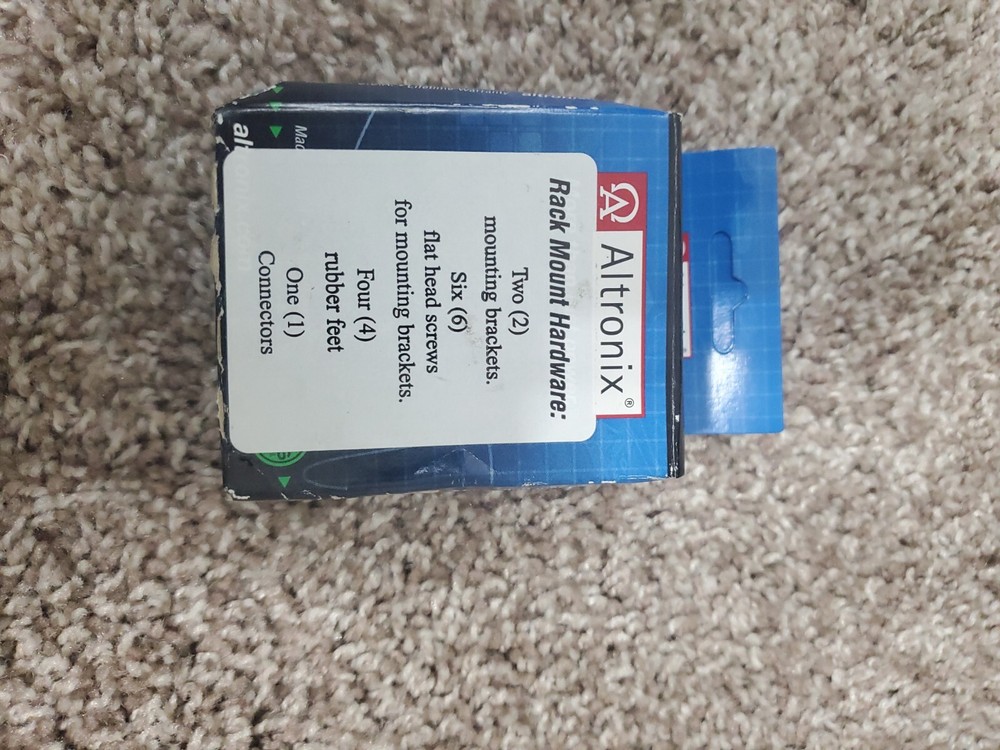 Altronix®
Rack Mount Hardware:
Two (2)
mounting brackets.
Six (6)
flat head screws
for mounting brackets.
Four (4)
rubber feet
One (1)
Connectors